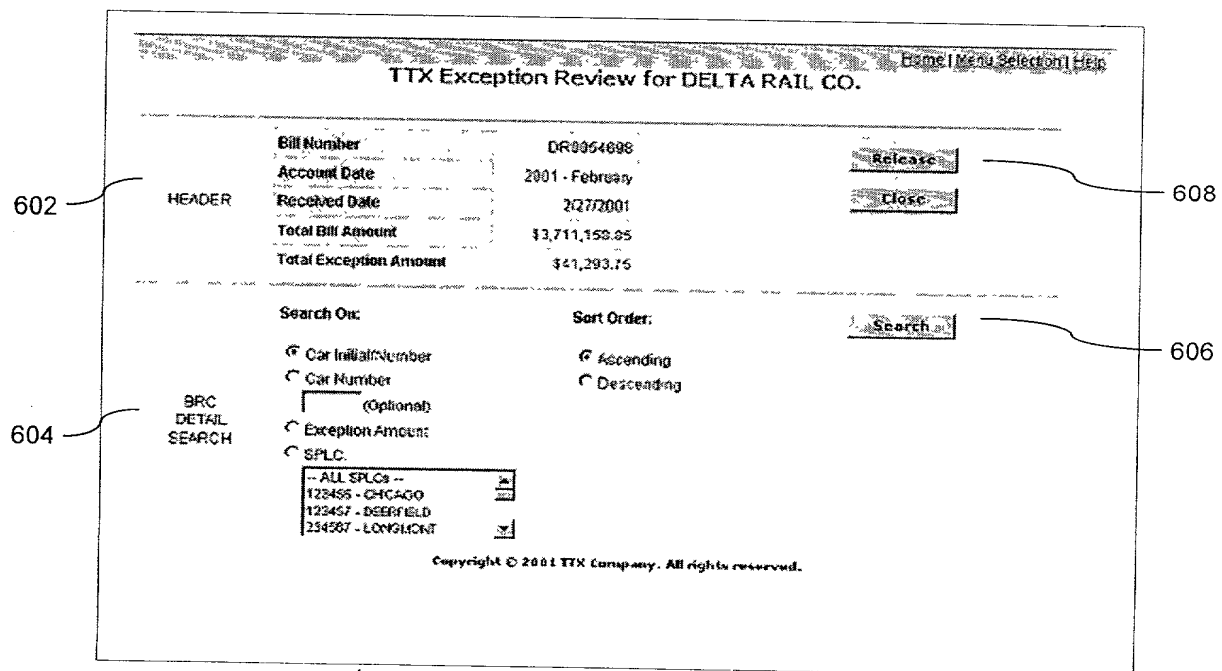 Home | Menu Selection | Help
TTX Exception Review for DELTA RAIL CO.
Bill Number DR0054698
Account Date 2001 - February
Received Date 2/27/2001
Total Bill Amount $3,711,158.85
Total Exception Amount $41,293.75
HEADER
Release
Close
602
608
Search On: Sort Order: Search
606
Car Initial/Number Ascending
Car Number Descending
(Optional)
Exception Amount
SPLC:
-- ALL SPLCs --
123456 - CHICAGO
123457 - DEERFIELD
234567 - LONGMONT
604
BRC
DETAIL
SEARCH
Copyright © 2001 TTX Company. All rights reserved.